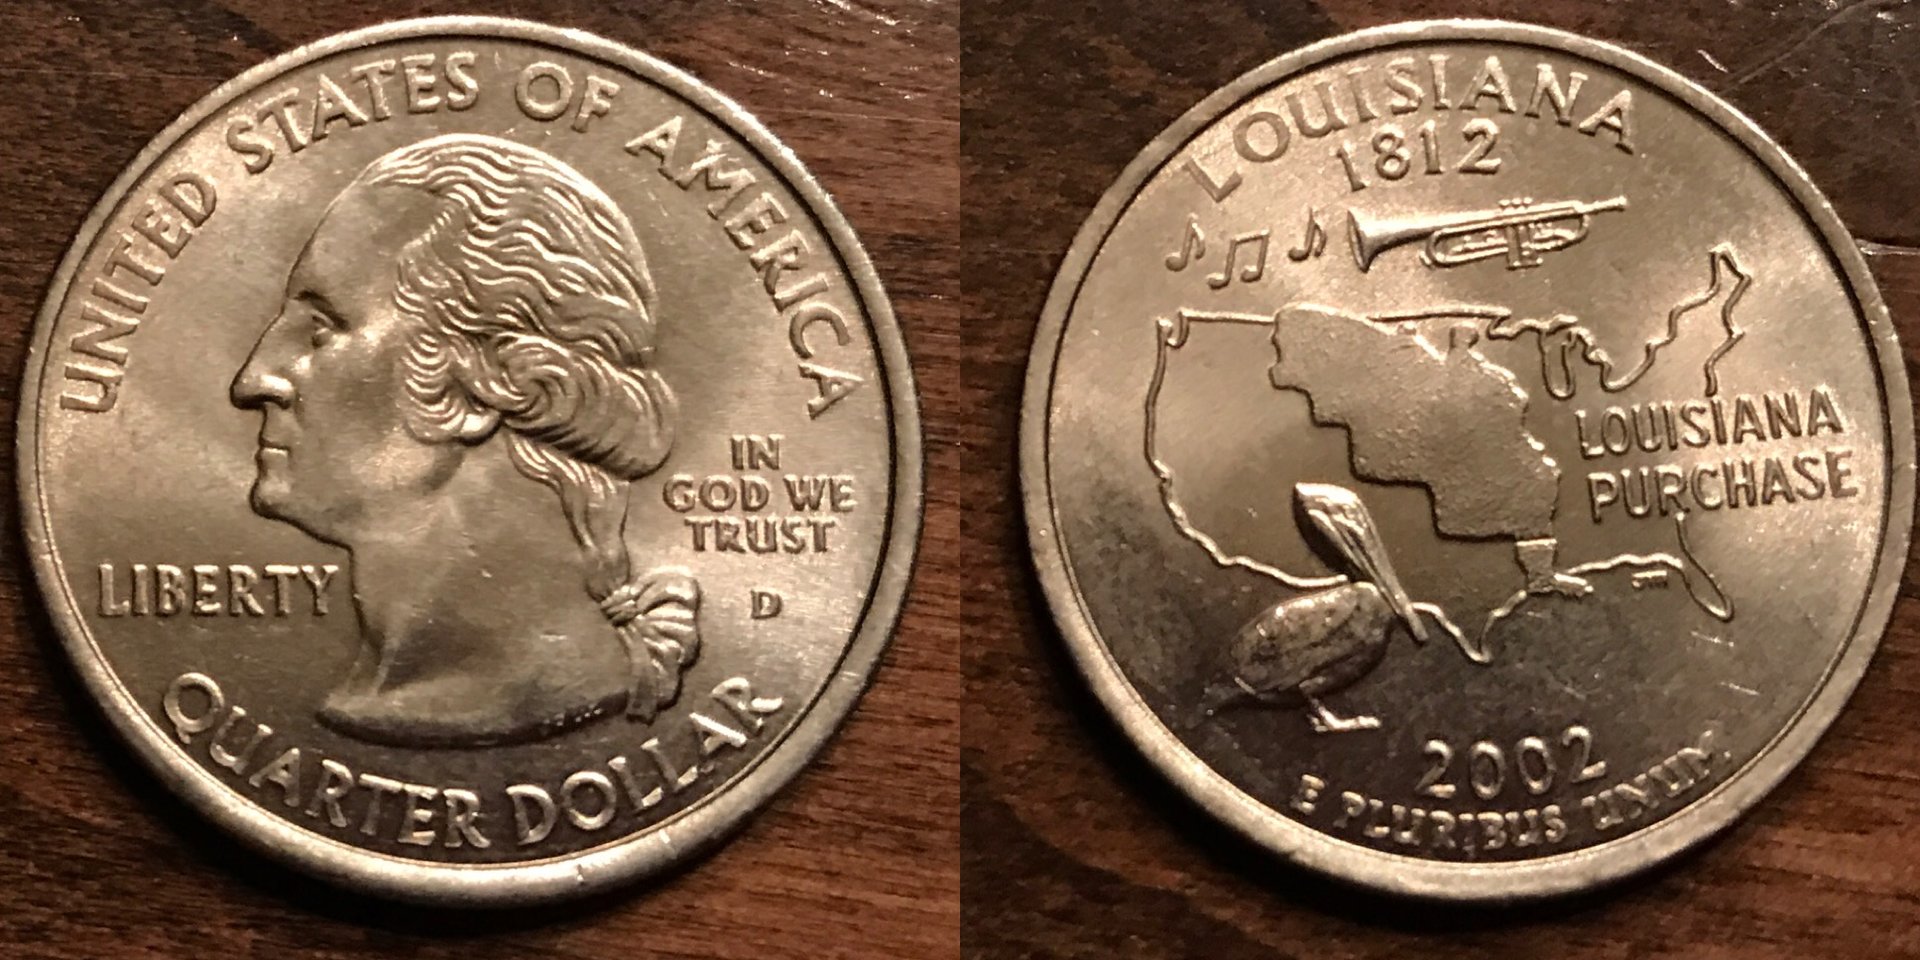 UNITED STATES OF AMERICA
IN
GOD WE
TRUST
LIBERTY
D
QUARTER DOLLAR
LOUISIANA
1812
LOUISIANA
PURCHASE
2002
E PLURIBUS UNUM